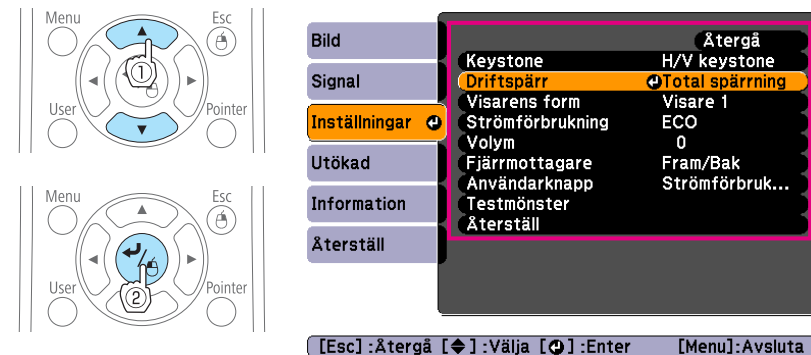 Menu
Esc
①
User
Pointer
Menu
Esc
②
User
Pointer
Bild
Signal
Inställningar
Utökad
Information
Återställ
Återgå
Keystone H/V keystone
Driftspärr Total spärrning
Visarens form Visare 1
Strömförbrukning ECO
Volym 0
Fjärrmottagare Fram/Bak
Användarknapp Strömförbruk...
Testmönster
Återställ
[Esc] :Återgå [◆] :Välja [⏎] :Enter [Menu]:Avsluta